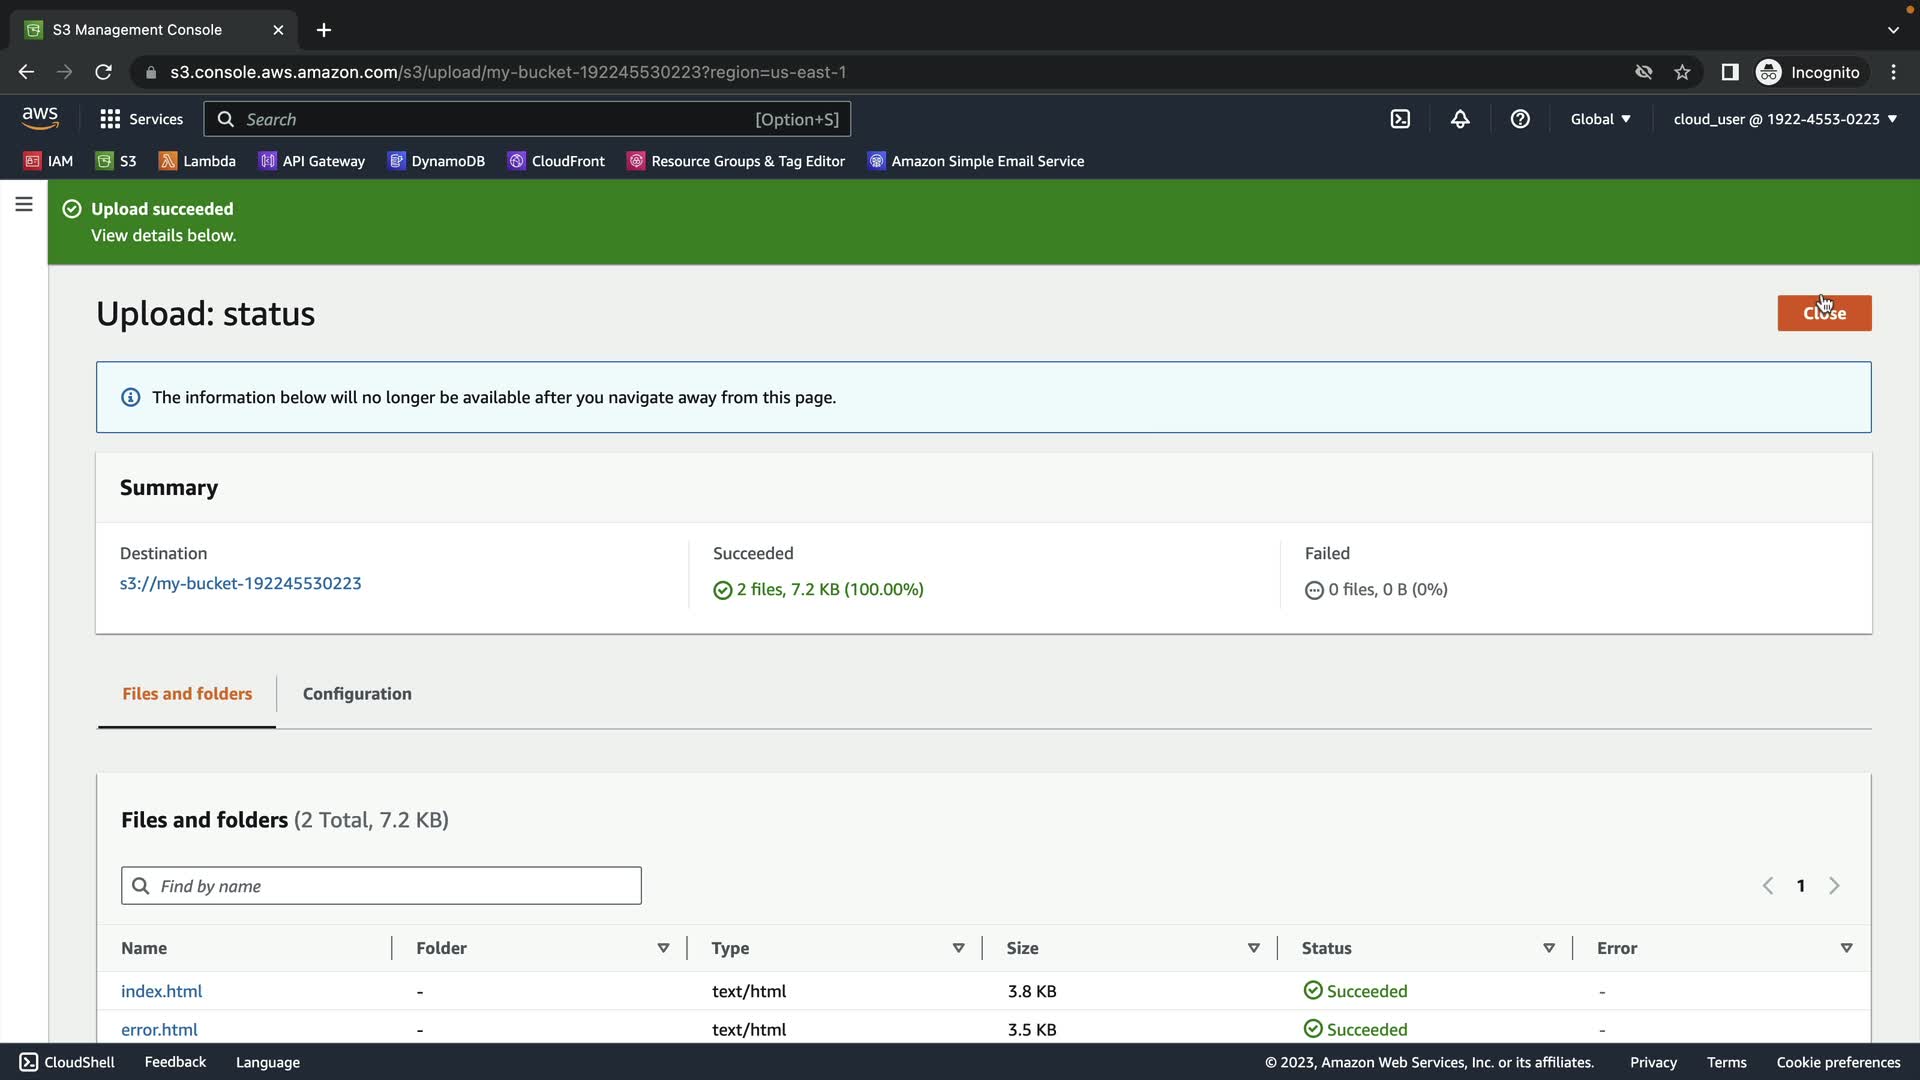 S3 Management Console
s3.console.aws.amazon.com/s3/upload/my-bucket-192245530223?region=us-east-1
Incognito
aws
Services
Search
[Option+S]
Global
cloud_user @ 1922-4553-0223
IAM
S3
Lambda
API Gateway
DynamoDB
CloudFront
Resource Groups & Tag Editor
Amazon Simple Email Service
Upload succeeded
View details below.
Upload: status
Close
The information below will no longer be available after you navigate away from this page.
Summary
Destination
Succeeded
Failed
s3://my-bucket-192245530223
2 files, 7.2 KB (100.00%)
0 files, 0 B (0%)
Files and folders
Configuration
Files and folders (2 Total, 7.2 KB)
Find by name
1
Name Folder Type Size Status Error
index.html - text/html 3.8 KB Succeeded -
error.html - text/html 3.5 KB Succeeded -
CloudShell
Feedback
Language
© 2023, Amazon Web Services, Inc. or its affiliates.
Privacy
Terms
Cookie preferences